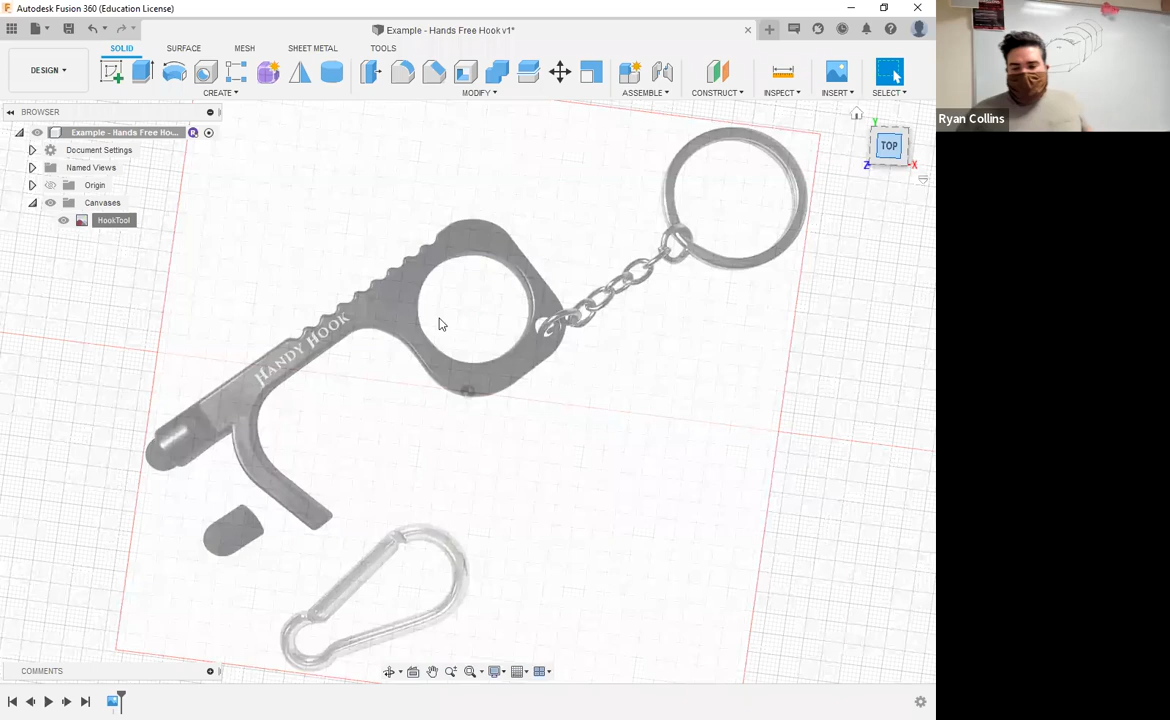 Autodesk Fusion 360 (Education License)
Example - Hands Free Hook v1*
DESIGN
SOLID SURFACE MESH SHEET METAL TOOLS
CREATE MODIFY ASSEMBLE CONSTRUCT INSPECT INSERT SELECT
BROWSER
Example - Hands Free Ho...
Document Settings
Named Views
Origin
Canvases
HookTool
TOP
Y
Z
X
HANDY HOOK
COMMENTS
Ryan Collins